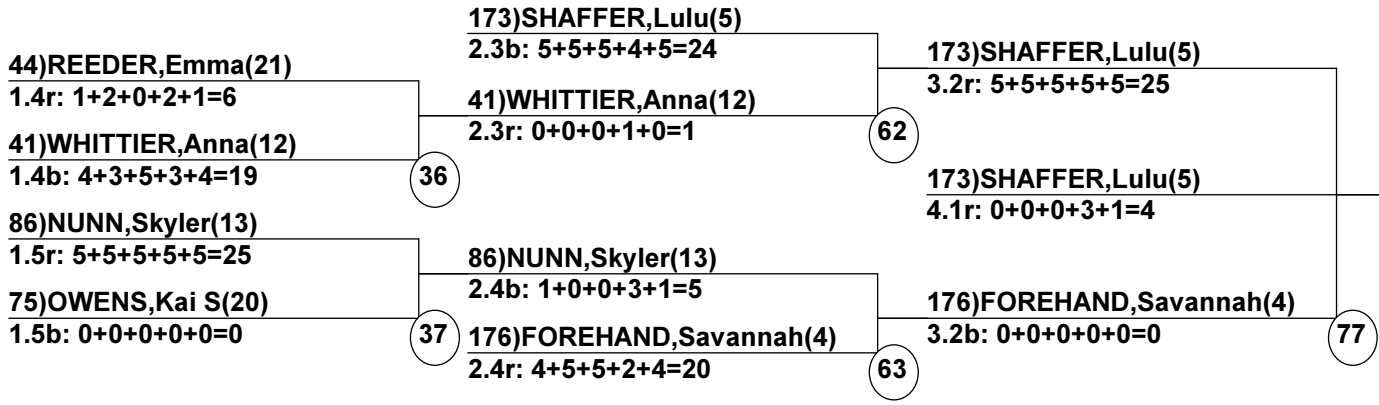 44)REEDER,Emma(21)
1.4r: 1+2+0+2+1=6
41)WHITTIER,Anna(12)
1.4b: 4+3+5+3+4=19
36
86)NUNN,Skyler(13)
1.5r: 5+5+5+5+5=25
75)OWENS,Kai S(20)
1.5b: 0+0+0+0+0=0
37
173)SHAFFER,Lulu(5)
2.3b: 5+5+5+4+5=24
41)WHITTIER,Anna(12)
2.3r: 0+0+0+1+0=1
62
86)NUNN,Skyler(13)
2.4b: 1+0+0+3+1=5
176)FOREHAND,Savannah(4)
2.4r: 4+5+5+2+4=20
63
173)SHAFFER,Lulu(5)
3.2r: 5+5+5+5+5=25
173)SHAFFER,Lulu(5)
4.1r: 0+0+0+3+1=4
176)FOREHAND,Savannah(4)
3.2b: 0+0+0+0+0=0
77